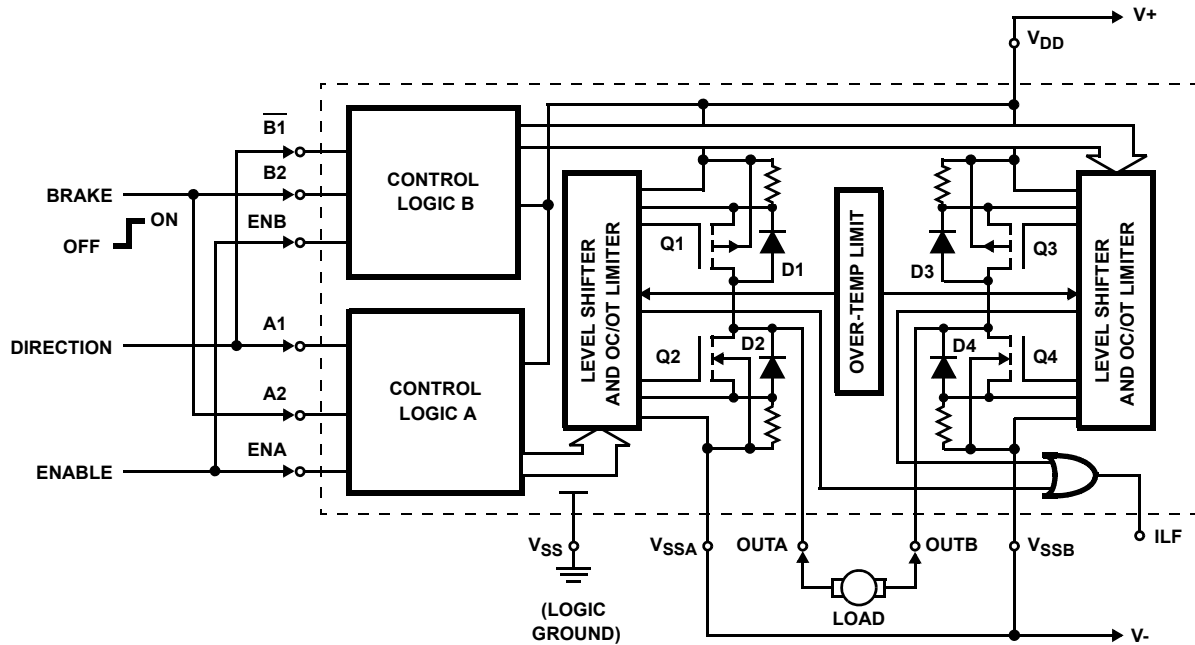 V+
VDD
B1
BRAKE
B2
ON
OFF
ENB
CONTROL
LOGIC B
LEVEL SHIFTER
AND OC/OT LIMITER
Q1
D1
OVER-TEMP LIMIT
D3
Q3
LEVEL SHIFTER
AND OC/OT LIMITER
DIRECTION
A1
A2
ENABLE
ENA
CONTROL
LOGIC A
Q2
D2
D4
Q4
VSS
(LOGIC
GROUND)
VSSA
OUTA
OUTB
VSSB
ILF
LOAD
V-